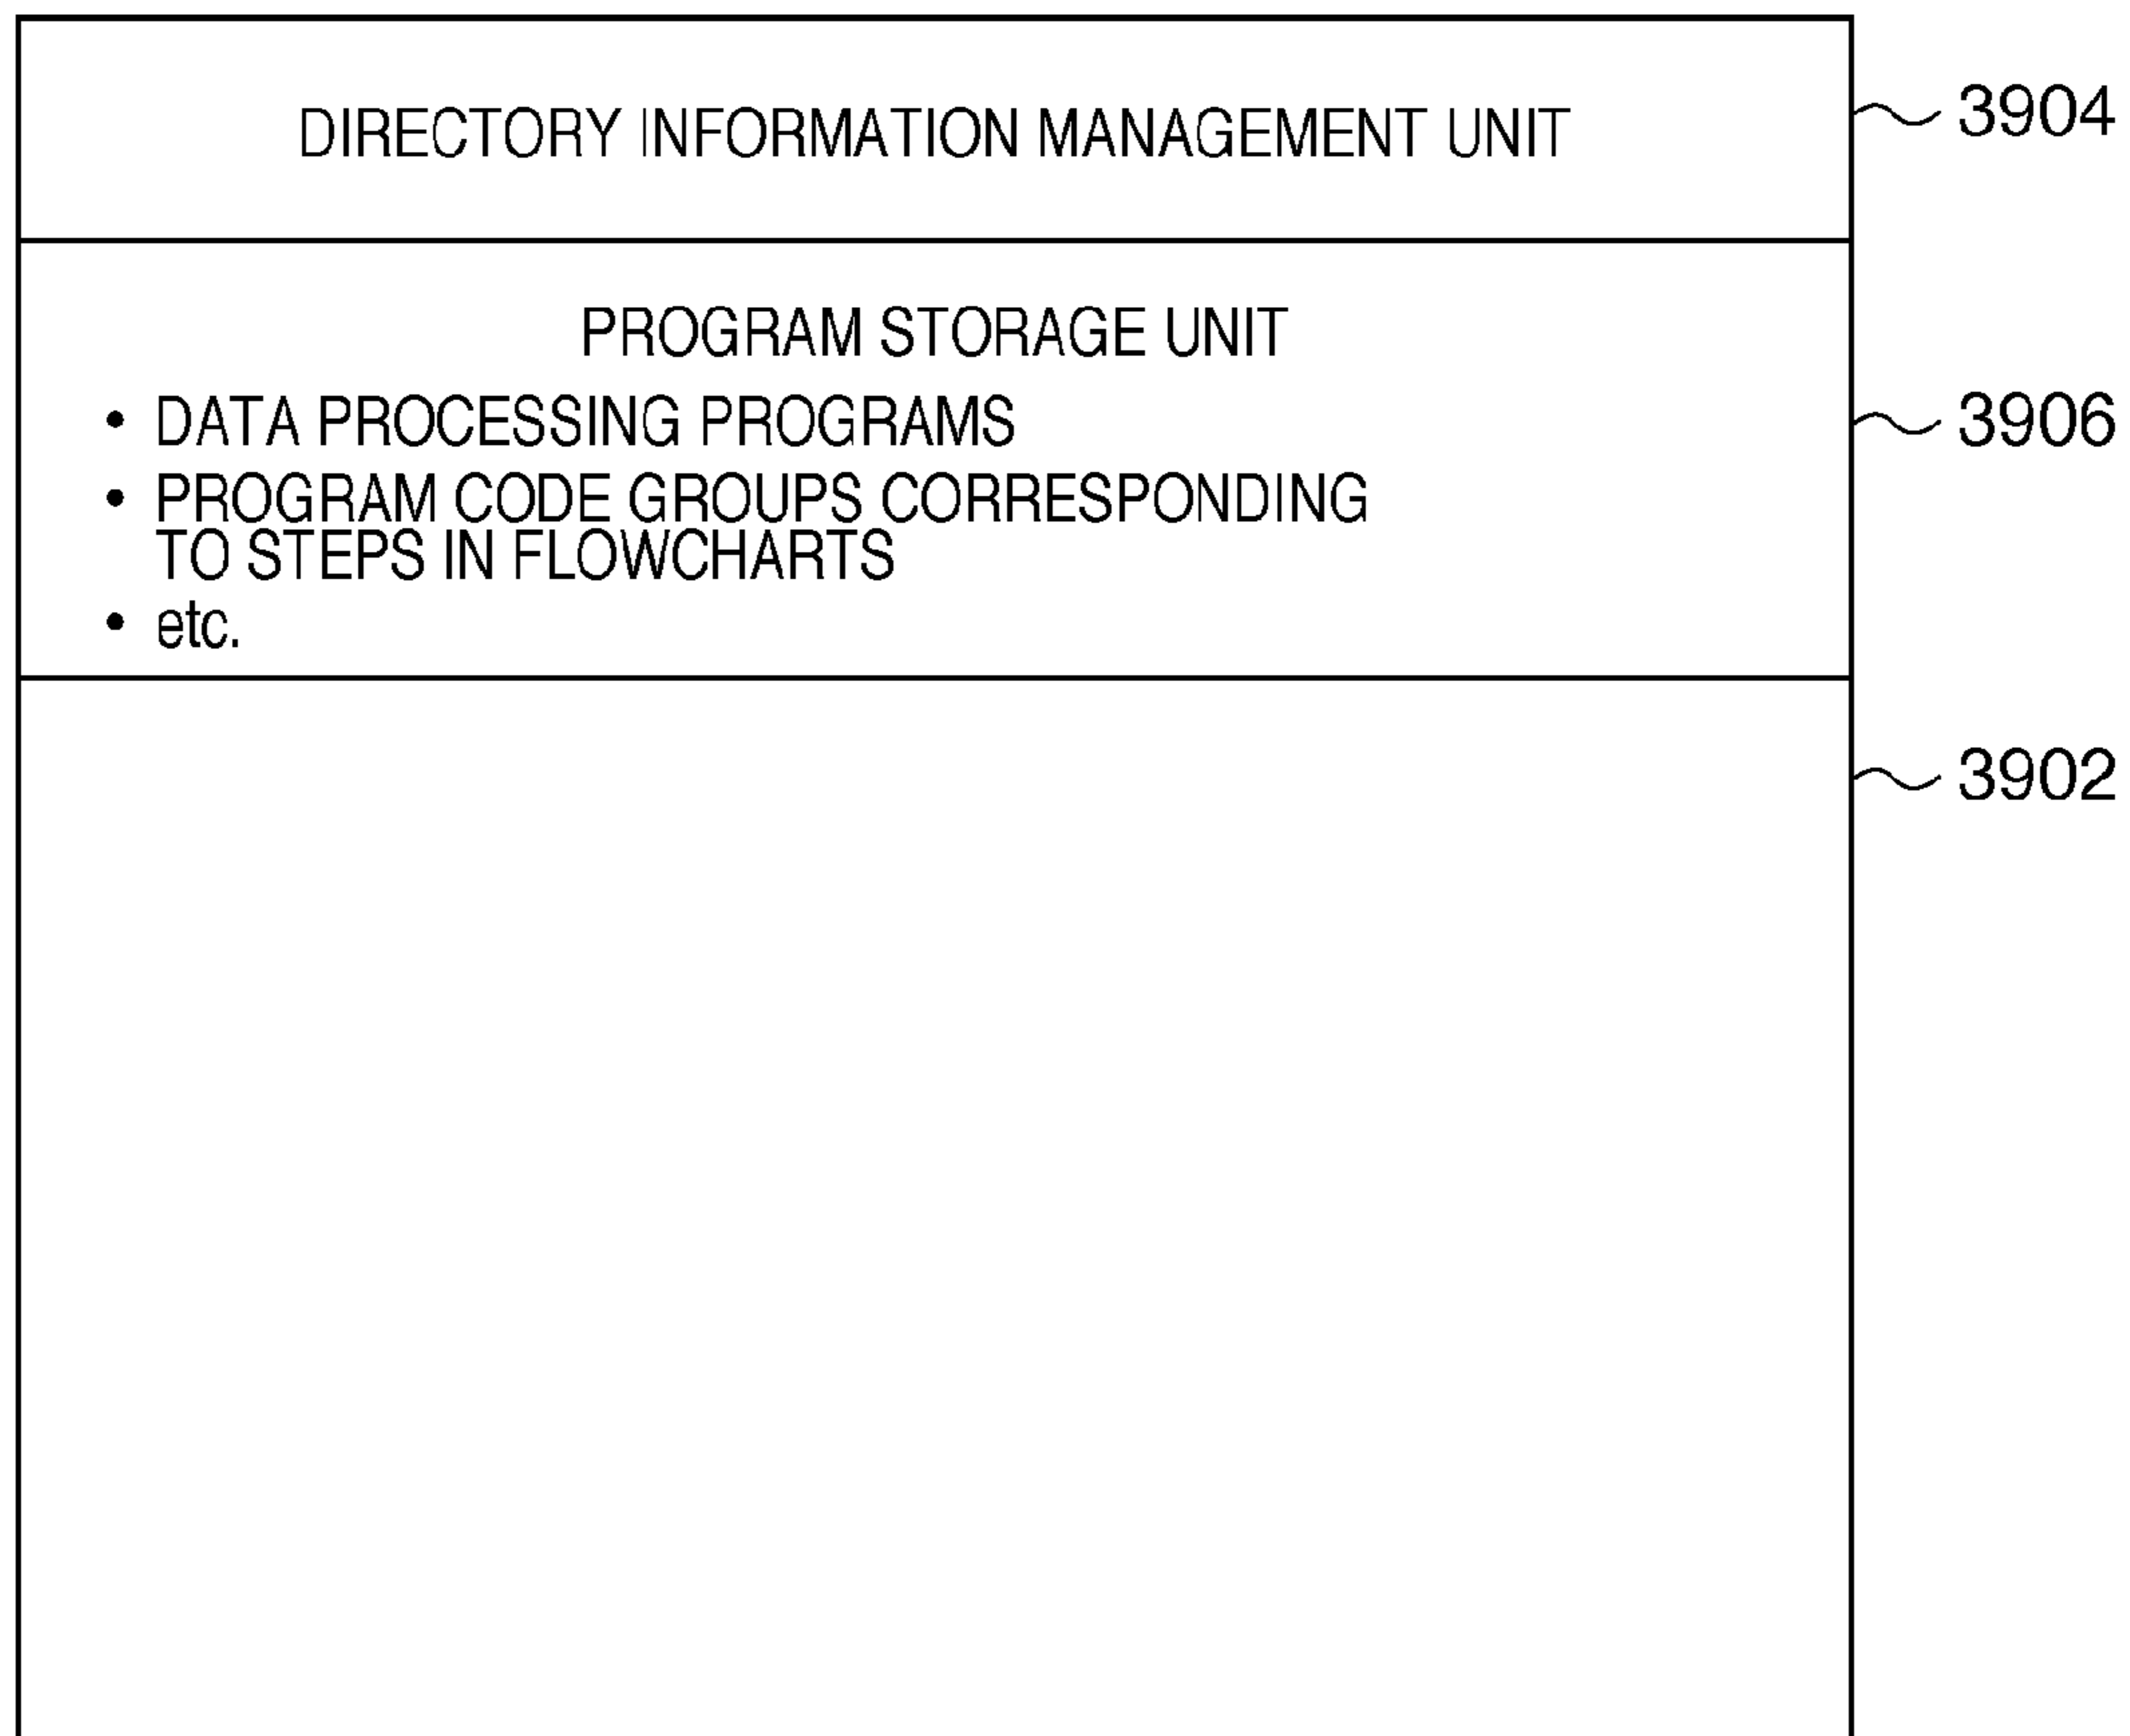 DIRECTORY INFORMATION MANAGEMENT UNIT
3904
PROGRAM STORAGE UNIT
• DATA PROCESSING PROGRAMS
3906
• PROGRAM CODE GROUPS CORRESPONDING
TO STEPS IN FLOWCHARTS
• etc.
3902